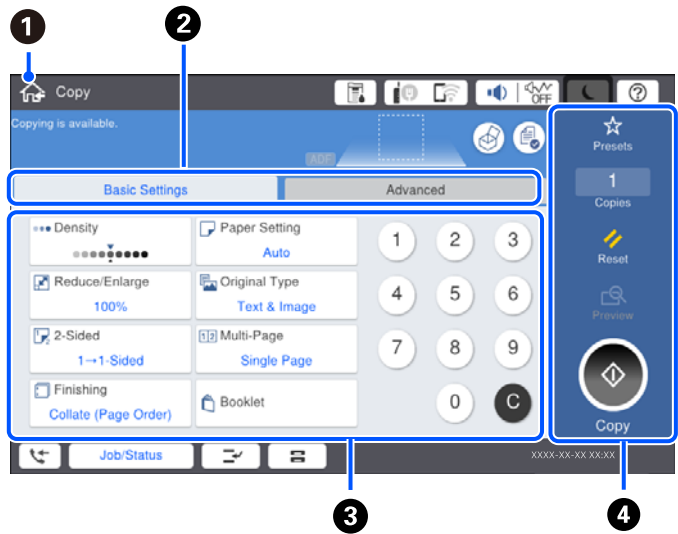 1
2
Copy
OFF
?
Copying is available.
ADF
Presets
Basic Settings
Advanced
1
Copies
Density
Paper Setting
Auto
1
2
3
Reset
Reduce/Enlarge
100%
Original Type
Text & Image
4
5
6
Preview
2-Sided
1→1-Sided
1 2 Multi-Page
Single Page
7
8
9
Finishing
Collate (Page Order)
Booklet
0
C
Copy
Job/Status
XXXX-XX-XX XX:XX
3
4